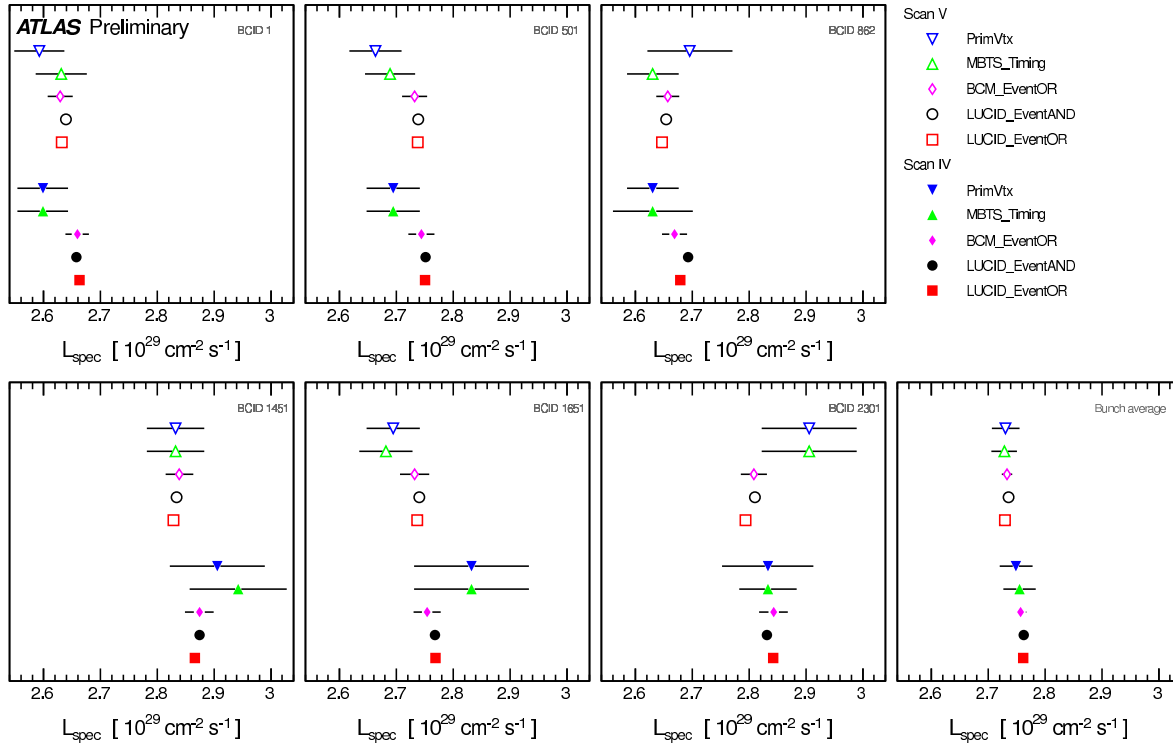 ATLAS Preliminary
BCID 1
BCID 501
BCID 862
Scan V
PrimVtx
MBTS_Timing
BCM_EventOR
LUCID_EventAND
LUCID_EventOR
Scan IV
PrimVtx
MBTS_Timing
BCM_EventOR
LUCID_EventAND
LUCID_EventOR
2.6 2.7 2.8 2.9 3
2.6 2.7 2.8 2.9 3
2.6 2.7 2.8 2.9 3
L_spec [ 10^29 cm^-2 s^-1 ]
L_spec [ 10^29 cm^-2 s^-1 ]
L_spec [ 10^29 cm^-2 s^-1 ]
BCID 1451
BCID 1651
BCID 2301
Bunch average
2.6 2.7 2.8 2.9 3
2.6 2.7 2.8 2.9 3
2.6 2.7 2.8 2.9 3
2.6 2.7 2.8 2.9 3
L_spec [ 10^29 cm^-2 s^-1 ]
L_spec [ 10^29 cm^-2 s^-1 ]
L_spec [ 10^29 cm^-2 s^-1 ]
L_spec [ 10^29 cm^-2 s^-1 ]